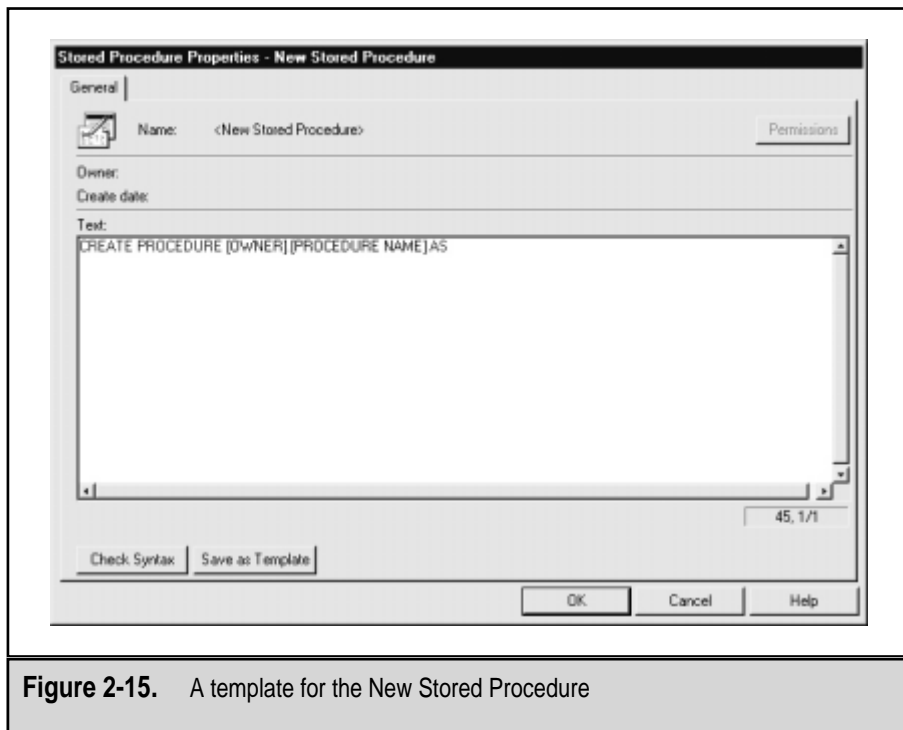 Stored Procedure Properties - New Stored Procedure
General
Name: <New Stored Procedure>
Permissions
Owner:
Create date:
Text:
CREATE PROCEDURE [OWNER].[PROCEDURE NAME] AS
45, 1/1
Check Syntax Save as Template
OK Cancel Help
Figure 2-15. A template for the New Stored Procedure